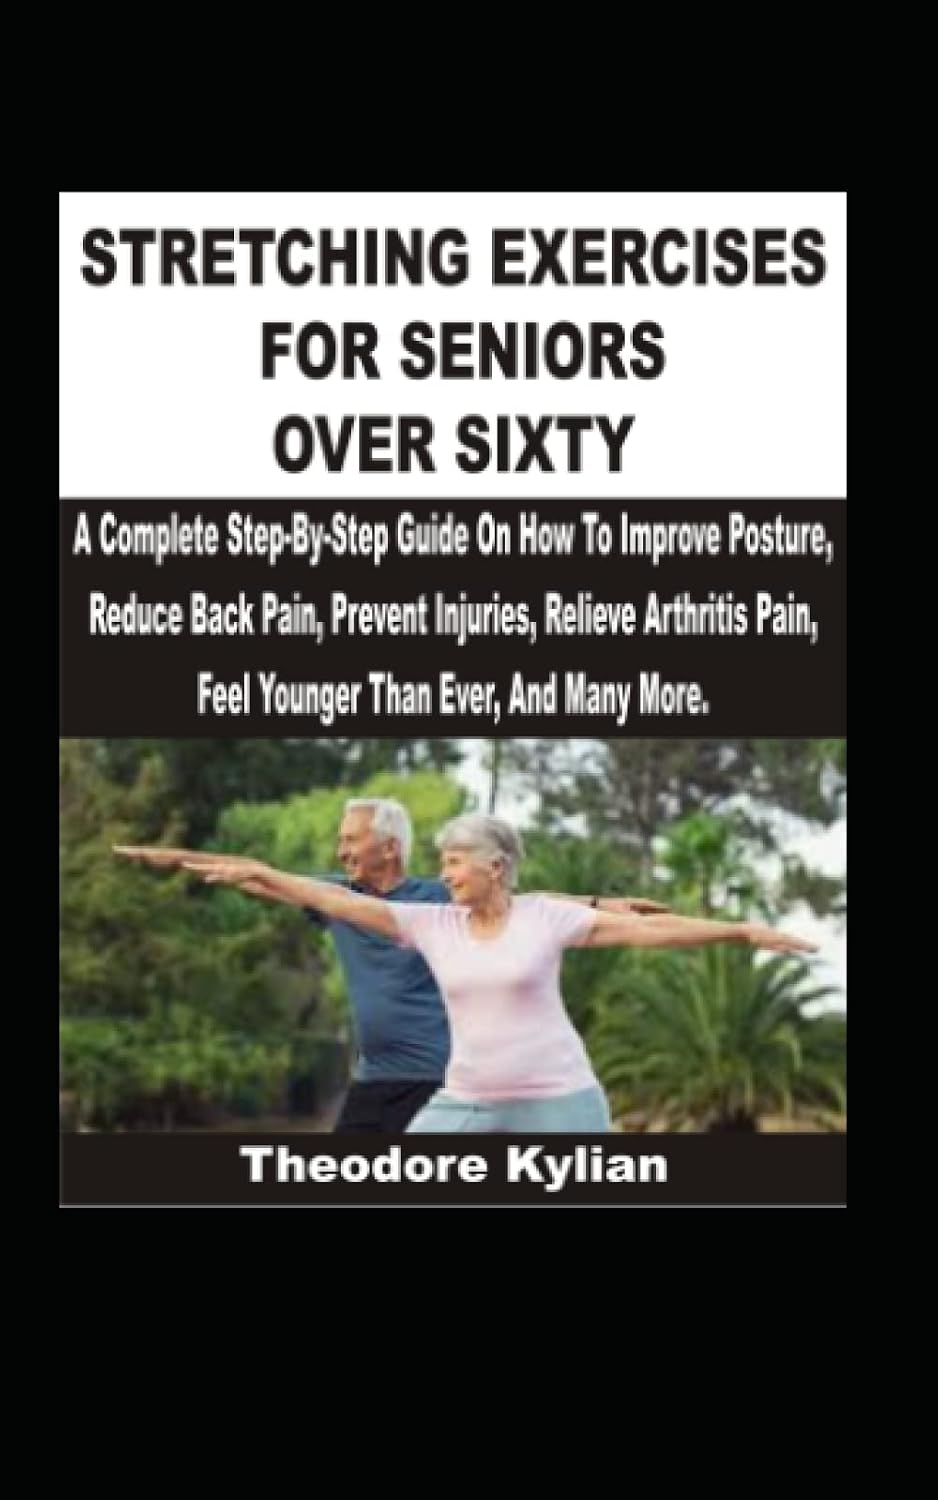 STRETCHING EXERCISES
FOR SENIORS
OVER SIXTY
A Complete Step-By-Step Guide On How To Improve Posture,
Reduce Back Pain, Prevent Injuries, Relieve Arthritis Pain,
Feel Younger Than Ever, And Many More.
Theodore Kylian